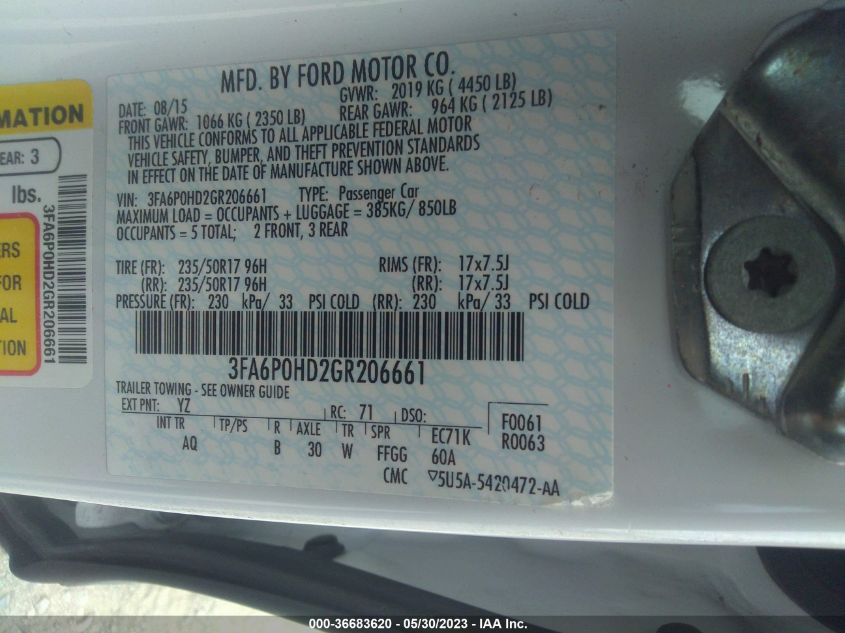 MFD. BY FORD MOTOR CO.
DATE: 08/15 GVWR: 2019 KG ( 4450 LB)
FRONT GAWR: 1066 KG ( 2350 LB) REAR GAWR: 964 KG ( 2125 LB)
THIS VEHICLE CONFORMS TO ALL APPLICABLE FEDERAL MOTOR
VEHICLE SAFETY, BUMPER, AND THEFT PREVENTION STANDARDS
IN EFFECT ON THE DATE OF MANUFACTURE SHOWN ABOVE.
VIN: 3FA6P0HD2GR206661 TYPE: Passenger Car
MAXIMUM LOAD = OCCUPANTS + LUGGAGE = 385KG/ 850LB
OCCUPANTS = 5 TOTAL; 2 FRONT, 3 REAR
TIRE (FR): 235/50R17 96H RIMS (FR): 17x7.5J
(RR): 235/50R17 96H (RR): 17x7.5J
PRESSURE (FR): 230 kPa/ 33 PSI COLD (RR): 230 kPa/ 33 PSI COLD
3FA6P0HD2GR206661
TRAILER TOWING - SEE OWNER GUIDE
EXT PNT: YZ RC: 71 DSO: F0061
INT TR TP/PS R AXLE TR SPR EC71K R0063
AQ B 30 W FFGG 60A
CMC ▽5U5A-5420472-AA
MATION
EAR: 3
lbs.
3FA6P0HD2GR206661
ERS
FOR
AL
TION
000-36683620 - 05/30/2023 - IAA Inc.